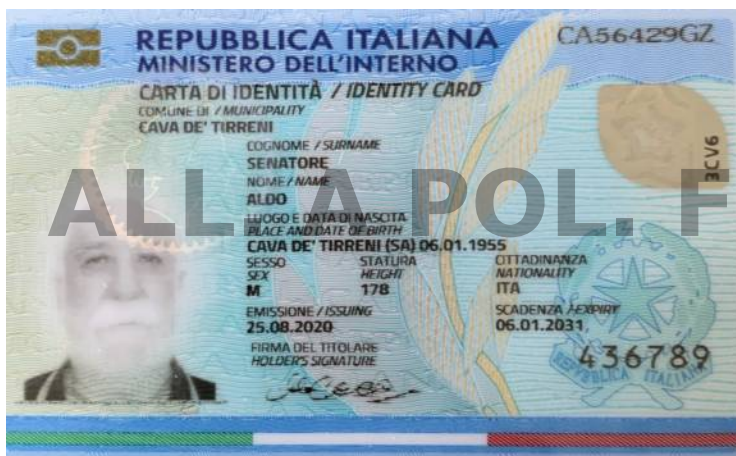 REPUBBLICA ITALIANA
CA56429GZ
MINISTERO DELL'INTERNO
CARTA DI IDENTITÀ / IDENTITY CARD
COMUNE DI / MUNICIPALITY
CAVA DE' TIRRENI
COGNOME / SURNAME
SENATORE
3CV6
NOME / NAME
ALDO
ALL. A POL. F
LUOGO E DATA DI NASCITA
PLACE AND DATE OF BIRTH
CAVA DE' TIRRENI (SA) 06.01.1955
SESSO STATURA CITTADINANZA
SEX HEIGHT NATIONALITY
M 178 ITA
EMISSIONE / ISSUING SCADENZA / EXPIRY
25.08.2020 06.01.2031
FIRMA DEL TITOLARE
HOLDER'S SIGNATURE
436789
REPUBBLICA ITALIANA